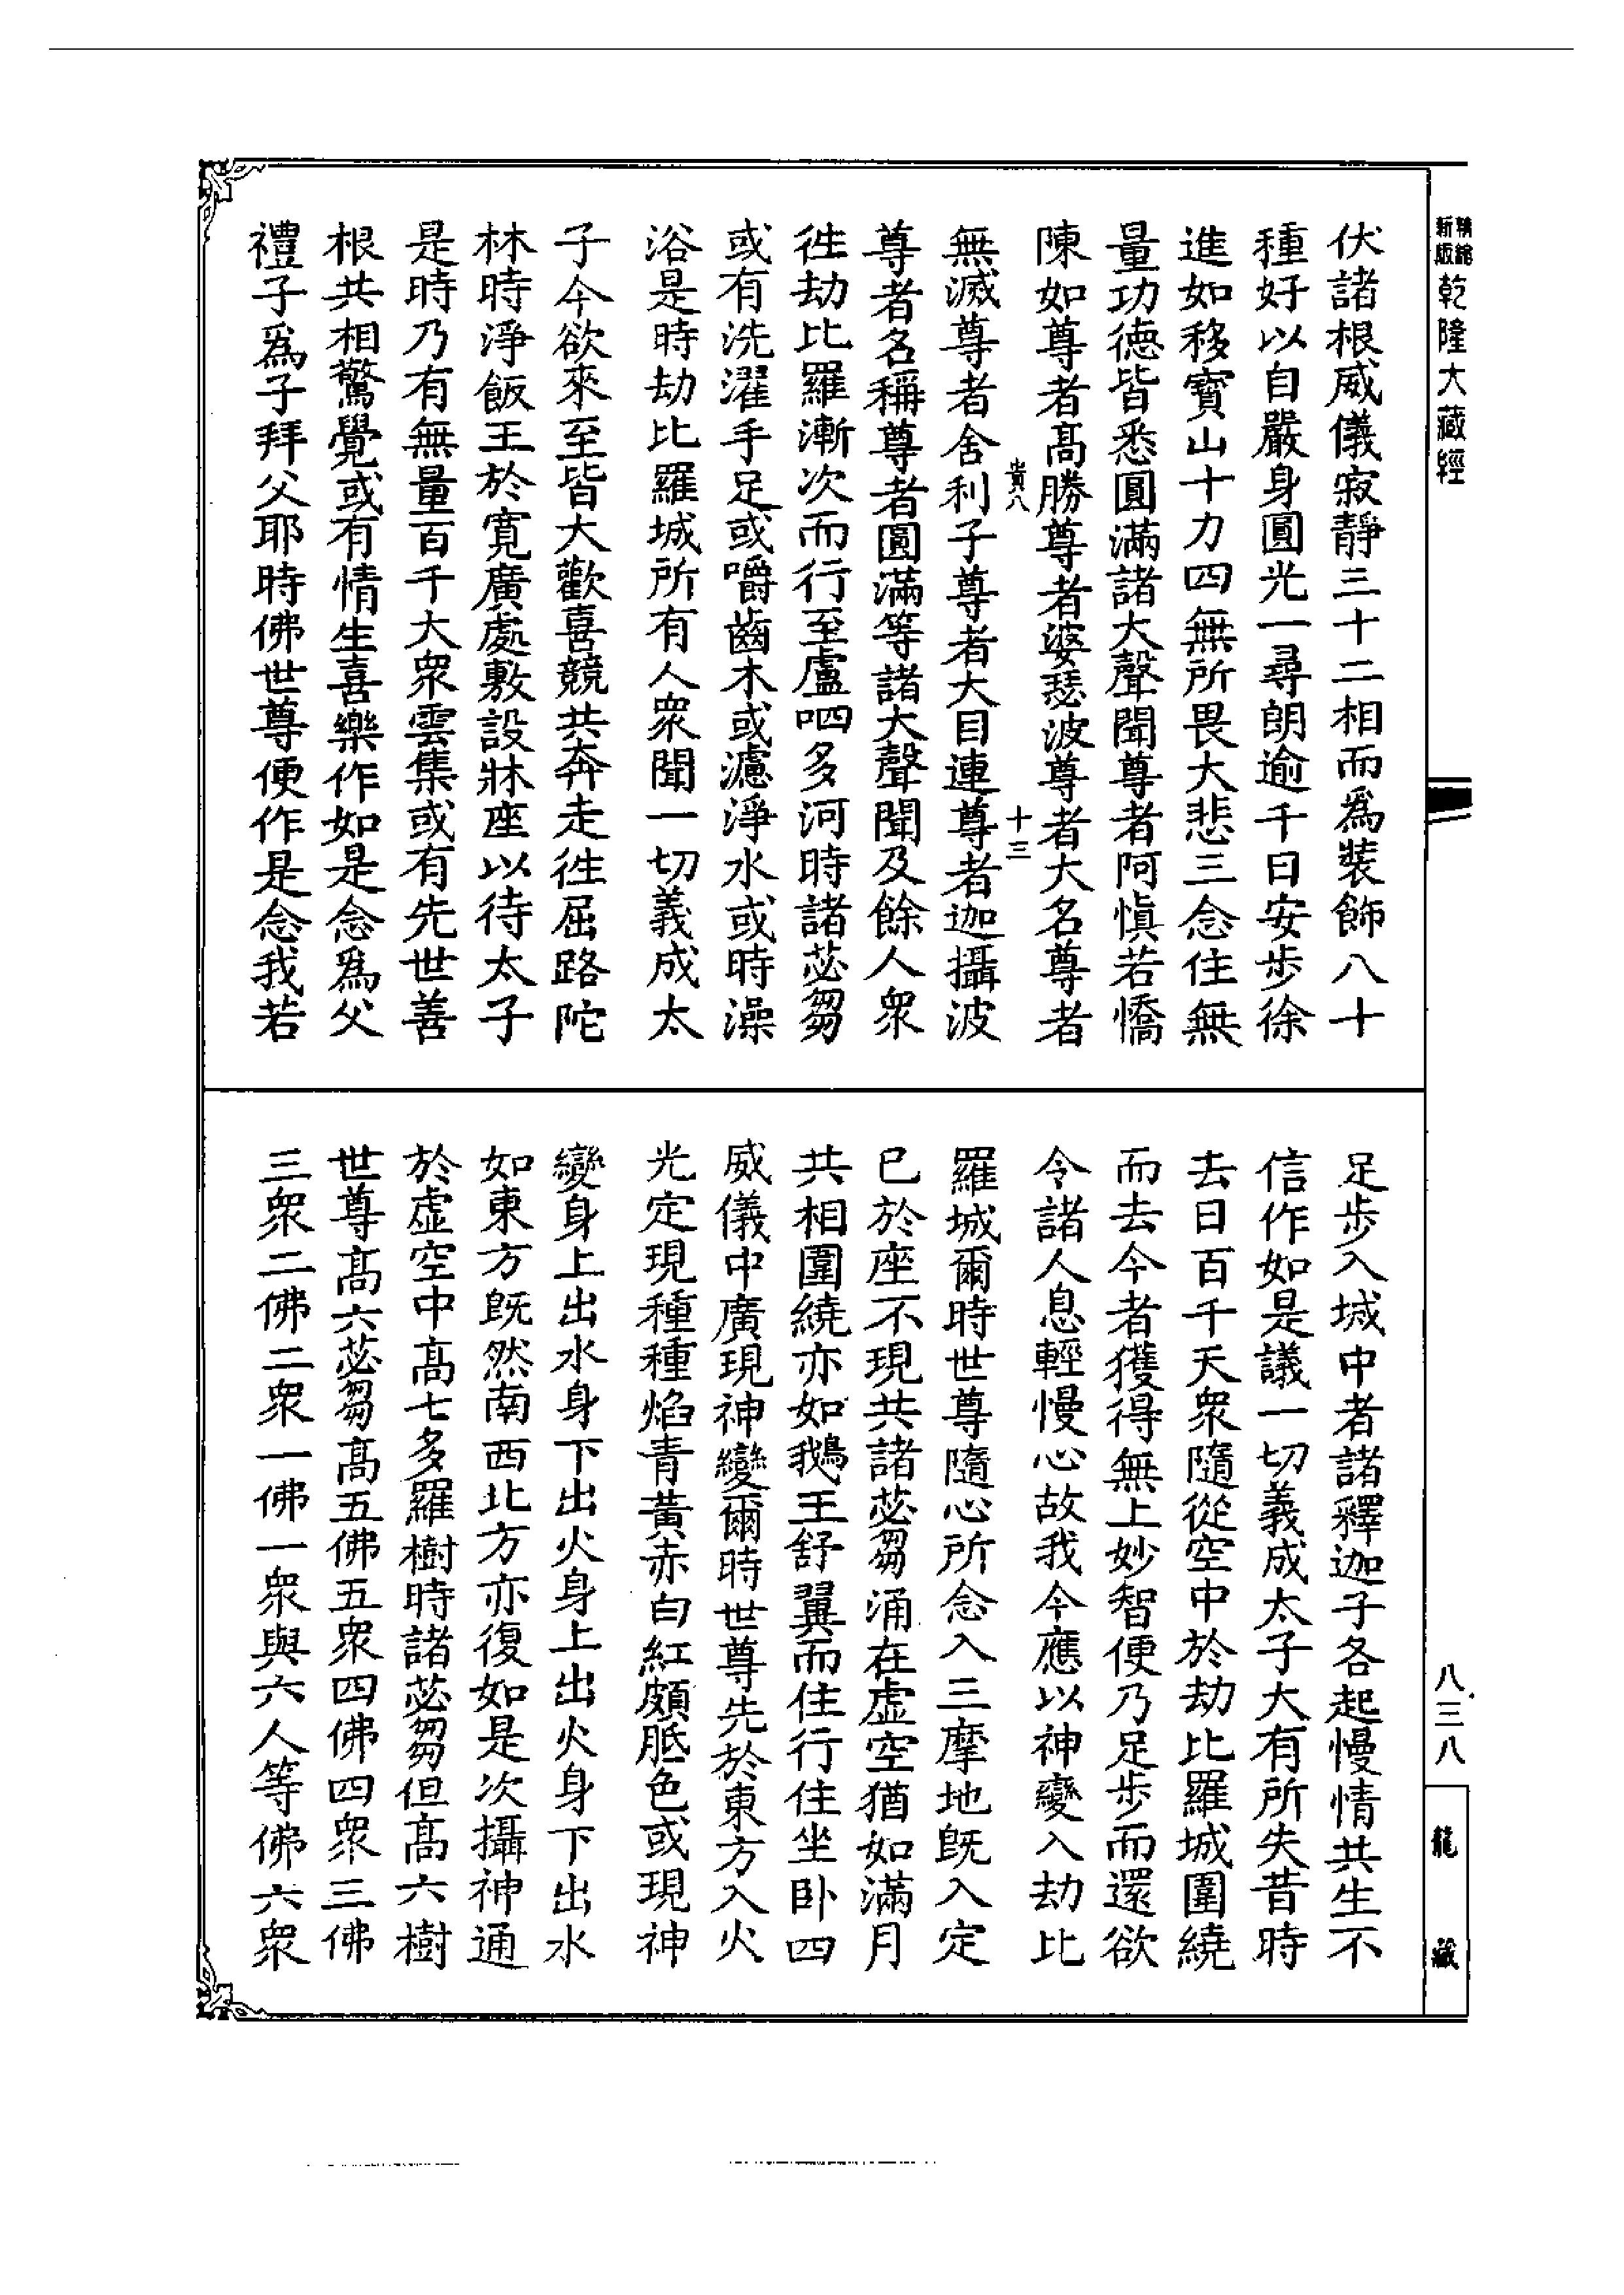 新版
精縮
乾隆大藏經
伏諸根威儀寂靜三十二相而爲裝飾八十
種好以自嚴身圓光一尋朗逾千日安步徐
進如移寶山十力四無所畏大悲三念住無
量功德皆悉圓滿諸大聲聞尊者阿愼若憍
陳如尊者高勝尊者婆瑟波尊者大名尊者
貴八
十三
無滅尊者舍利子尊者大目連尊者迦攝波
尊者名稱尊者圓滿等諸大聲聞及餘人衆
徃劫比羅漸次而行至盧呬多河時諸苾芻
或有洗濯手足或嚼齒木或濾淨水或時澡
浴是時劫比羅城所有人衆聞一切義成太
子今欲來至皆大歡喜競共奔走徃屈路陀
林時淨飯王於寬廣處敷設牀座以待太子
是時乃有無量百千大衆雲集或有先世善
根共相驚覺或有情生喜樂作如是念爲父
禮子爲子拜父耶時佛世尊便作是念我若
足步入城中者諸釋迦子各起慢情共生不
信作如是議一切義成太子大有所失昔時
去日百千天衆隨從空中於劫比羅城圍繞
而去今者獲得無上妙智便乃足步而還欲
令諸人息輕慢心故我今應以神變入劫比
羅城爾時世尊隨心所念入三摩地既入定
已於座不現共諸苾芻涌在虛空猶如滿月
共相圍繞亦如鵝王舒翼而住行住坐卧四
威儀中廣現神變爾時世尊先於東方入火
光定現種種焰青黃赤白紅頗胝色或現神
變身上出水身下出火身上出火身下出水
如東方既然南西北方亦復如是次攝神通
於虛空中高七多羅樹時諸苾芻但高六樹
世尊高六苾芻高五佛五衆四佛四衆三佛
三衆二佛二衆一佛一衆與六人等佛六衆
八三八
龍藏